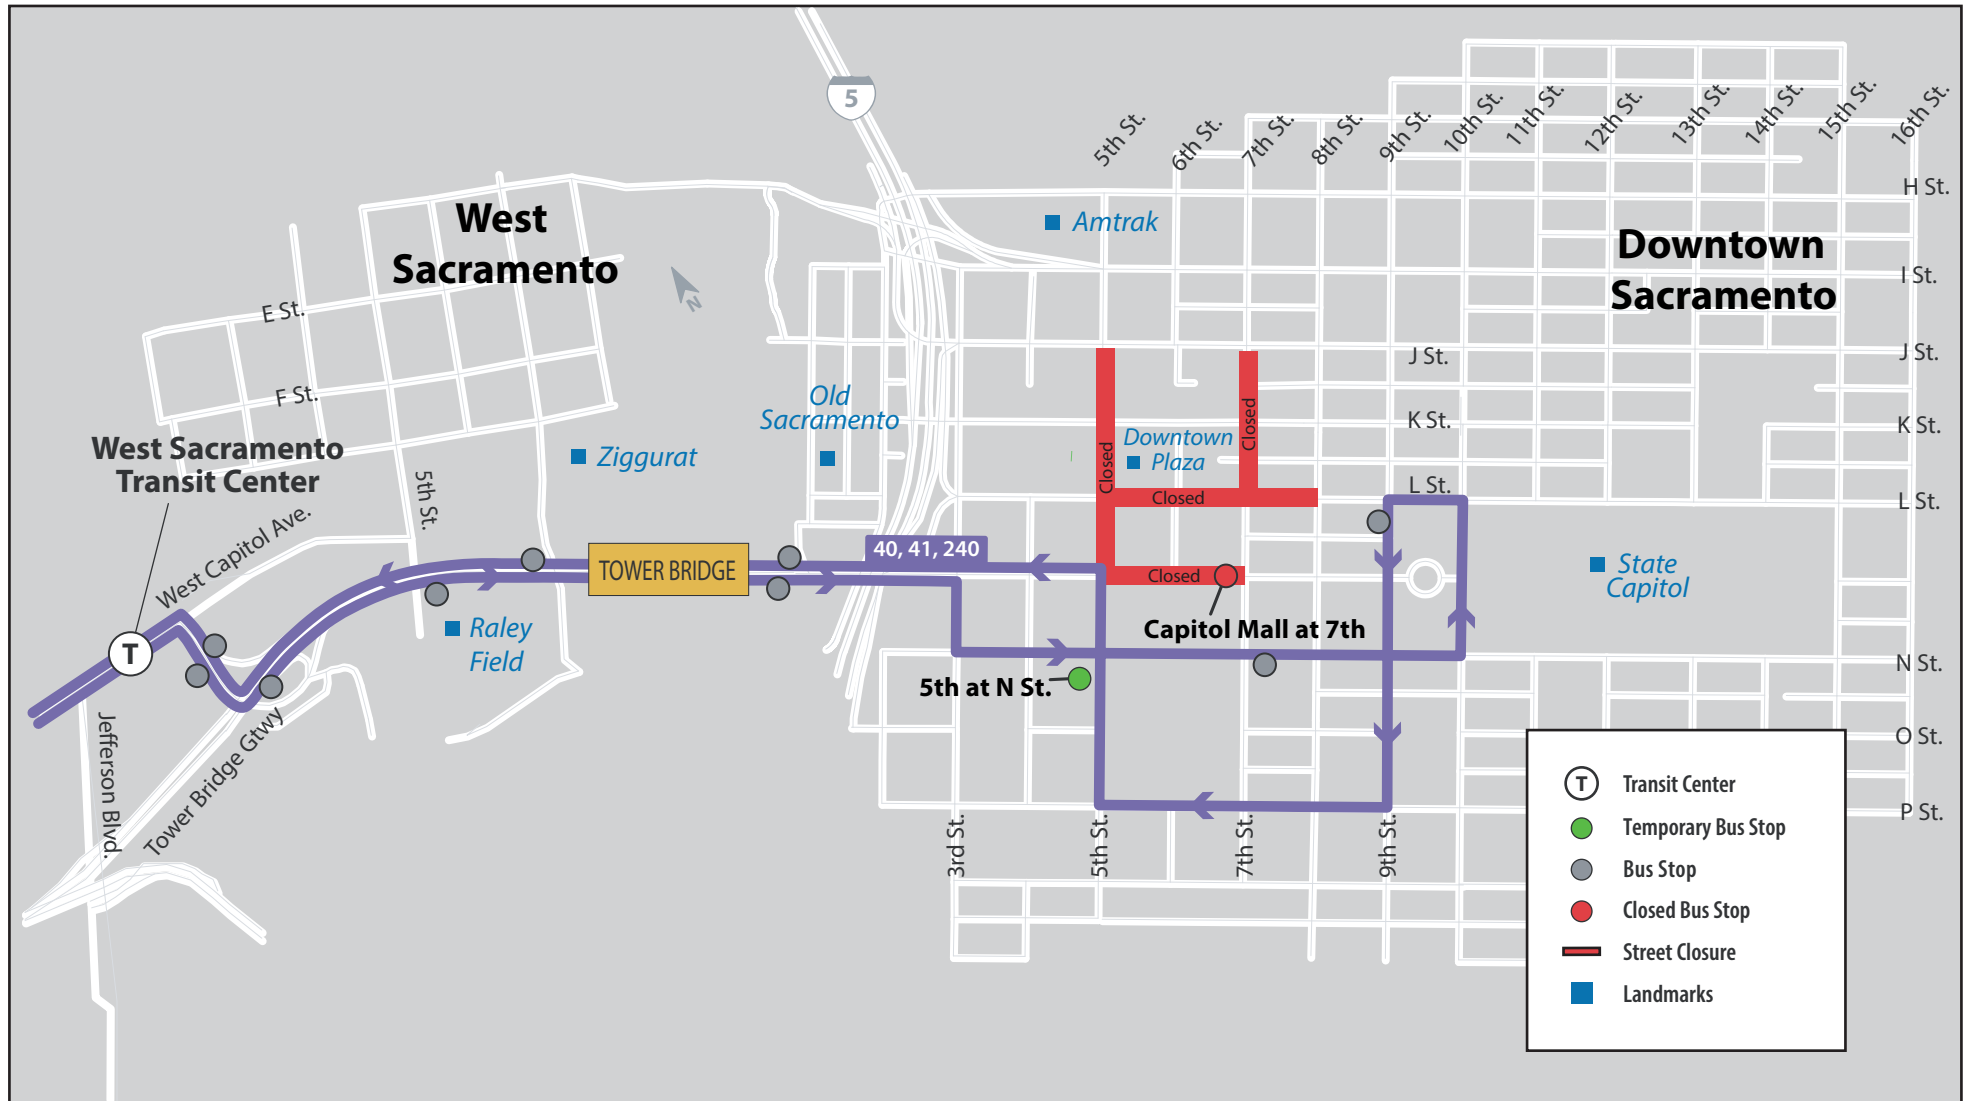 5
5th St.
6th St.
7th St.
8th St.
9th St.
10th St.
11th St.
12th St.
13th St.
14th St.
15th St.
16th St.
H St.
West
Sacramento
Amtrak
Downtown
Sacramento
I St.
N
E St.
J St.
J St.
F St.
Old
Sacramento
K St.
K St.
Closed
Closed
Downtown
Plaza
West Sacramento
Transit Center
Ziggurat
5th St.
L St.
L St.
Closed
West Capitol Ave.
40, 41, 240
TOWER BRIDGE
Closed
State
Capitol
Raley
Field
Capitol Mall at 7th
T
N St.
5th at N St.
Jefferson Blvd.
Tower Bridge Gtwy
O St.
P St.
3rd St.
5th St.
7th St.
9th St.
T Transit Center
Temporary Bus Stop
Bus Stop
Closed Bus Stop
Street Closure
Landmarks